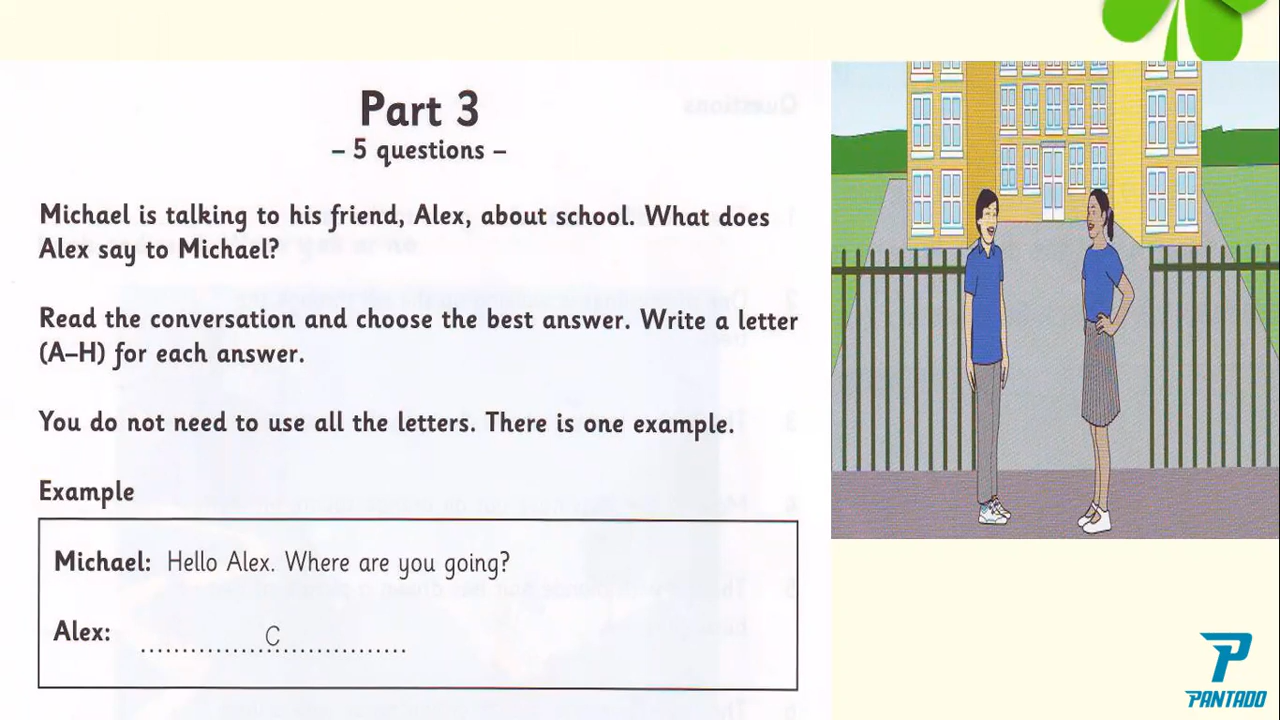 Part 3
– 5 questions –
Michael is talking to his friend, Alex, about school. What does
Alex say to Michael?
Read the conversation and choose the best answer. Write a letter
(A–H) for each answer.
You do not need to use all the letters. There is one example.
Example
Michael: Hello Alex. Where are you going?
Alex: ................C................
PANTADO